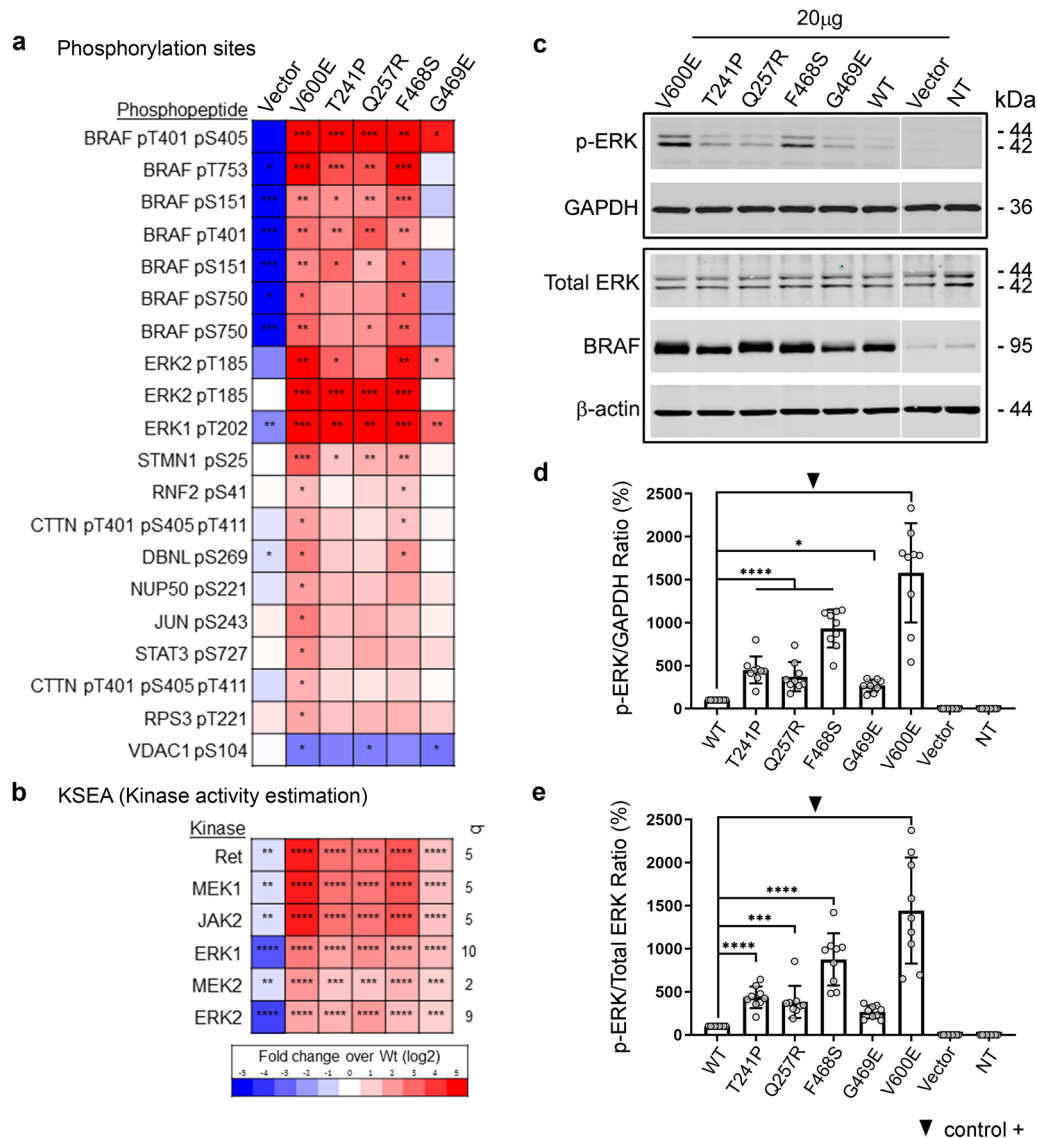 a Phosphorylation sites
Phosphopeptide Vector V600E T241P Q257R F468S G469E
BRAF pT401 pS405 *** *** *** ** *
BRAF pT753 * *** *** ** ***
BRAF pS151 *** ** * ** ***
BRAF pT401 *** ** ** ** **
BRAF pS151 *** ** * * *
BRAF pS750 * * *
BRAF pS750 *** ** * **
ERK2 pT185 ** * ** *
ERK2 pT185 *** *** *** ***
ERK1 pT202 ** *** ** ** *** **
STMN1 pS25 *** * ** **
RNF2 pS41 * *
CTTN pT401 pS405 pT411 * *
DBNL pS269 * * *
NUP50 pS221 *
JUN pS243 *
STAT3 pS727 *
CTTN pT401 pS405 pT411 *
RPS3 pT221 *
VDAC1 pS104 * * *
b KSEA (Kinase activity estimation)
Kinase q
Ret ** **** **** **** **** **** 5
MEK1 ** **** **** **** **** **** 5
JAK2 ** **** **** **** **** **** 5
ERK1 **** **** **** **** **** **** 10
MEK2 ** **** *** *** **** *** 2
ERK2 **** **** **** **** **** *** 9
Fold change over Wt (log2)
-5 -4 -3 -2 -1 -1 0 1 2 3 4 5
c 20µg
V600E T241P Q257R F468S G469E WT Vector NT
kDa
p-ERK - 44
- 42
GAPDH - 36
Total ERK - 44
- 42
BRAF - 95
β-actin - 44
d
p-ERK/GAPDH Ratio (%)
2500
2000
1500
1000
500
0
* ****
WT T241P Q257R F468S G469E V600E Vector NT
e
p-ERK/Total ERK Ratio (%)
2500
2000
1500
1000
500
0
**** *** ****
WT T241P Q257R F468S G469E V600E Vector NT
▼ control +